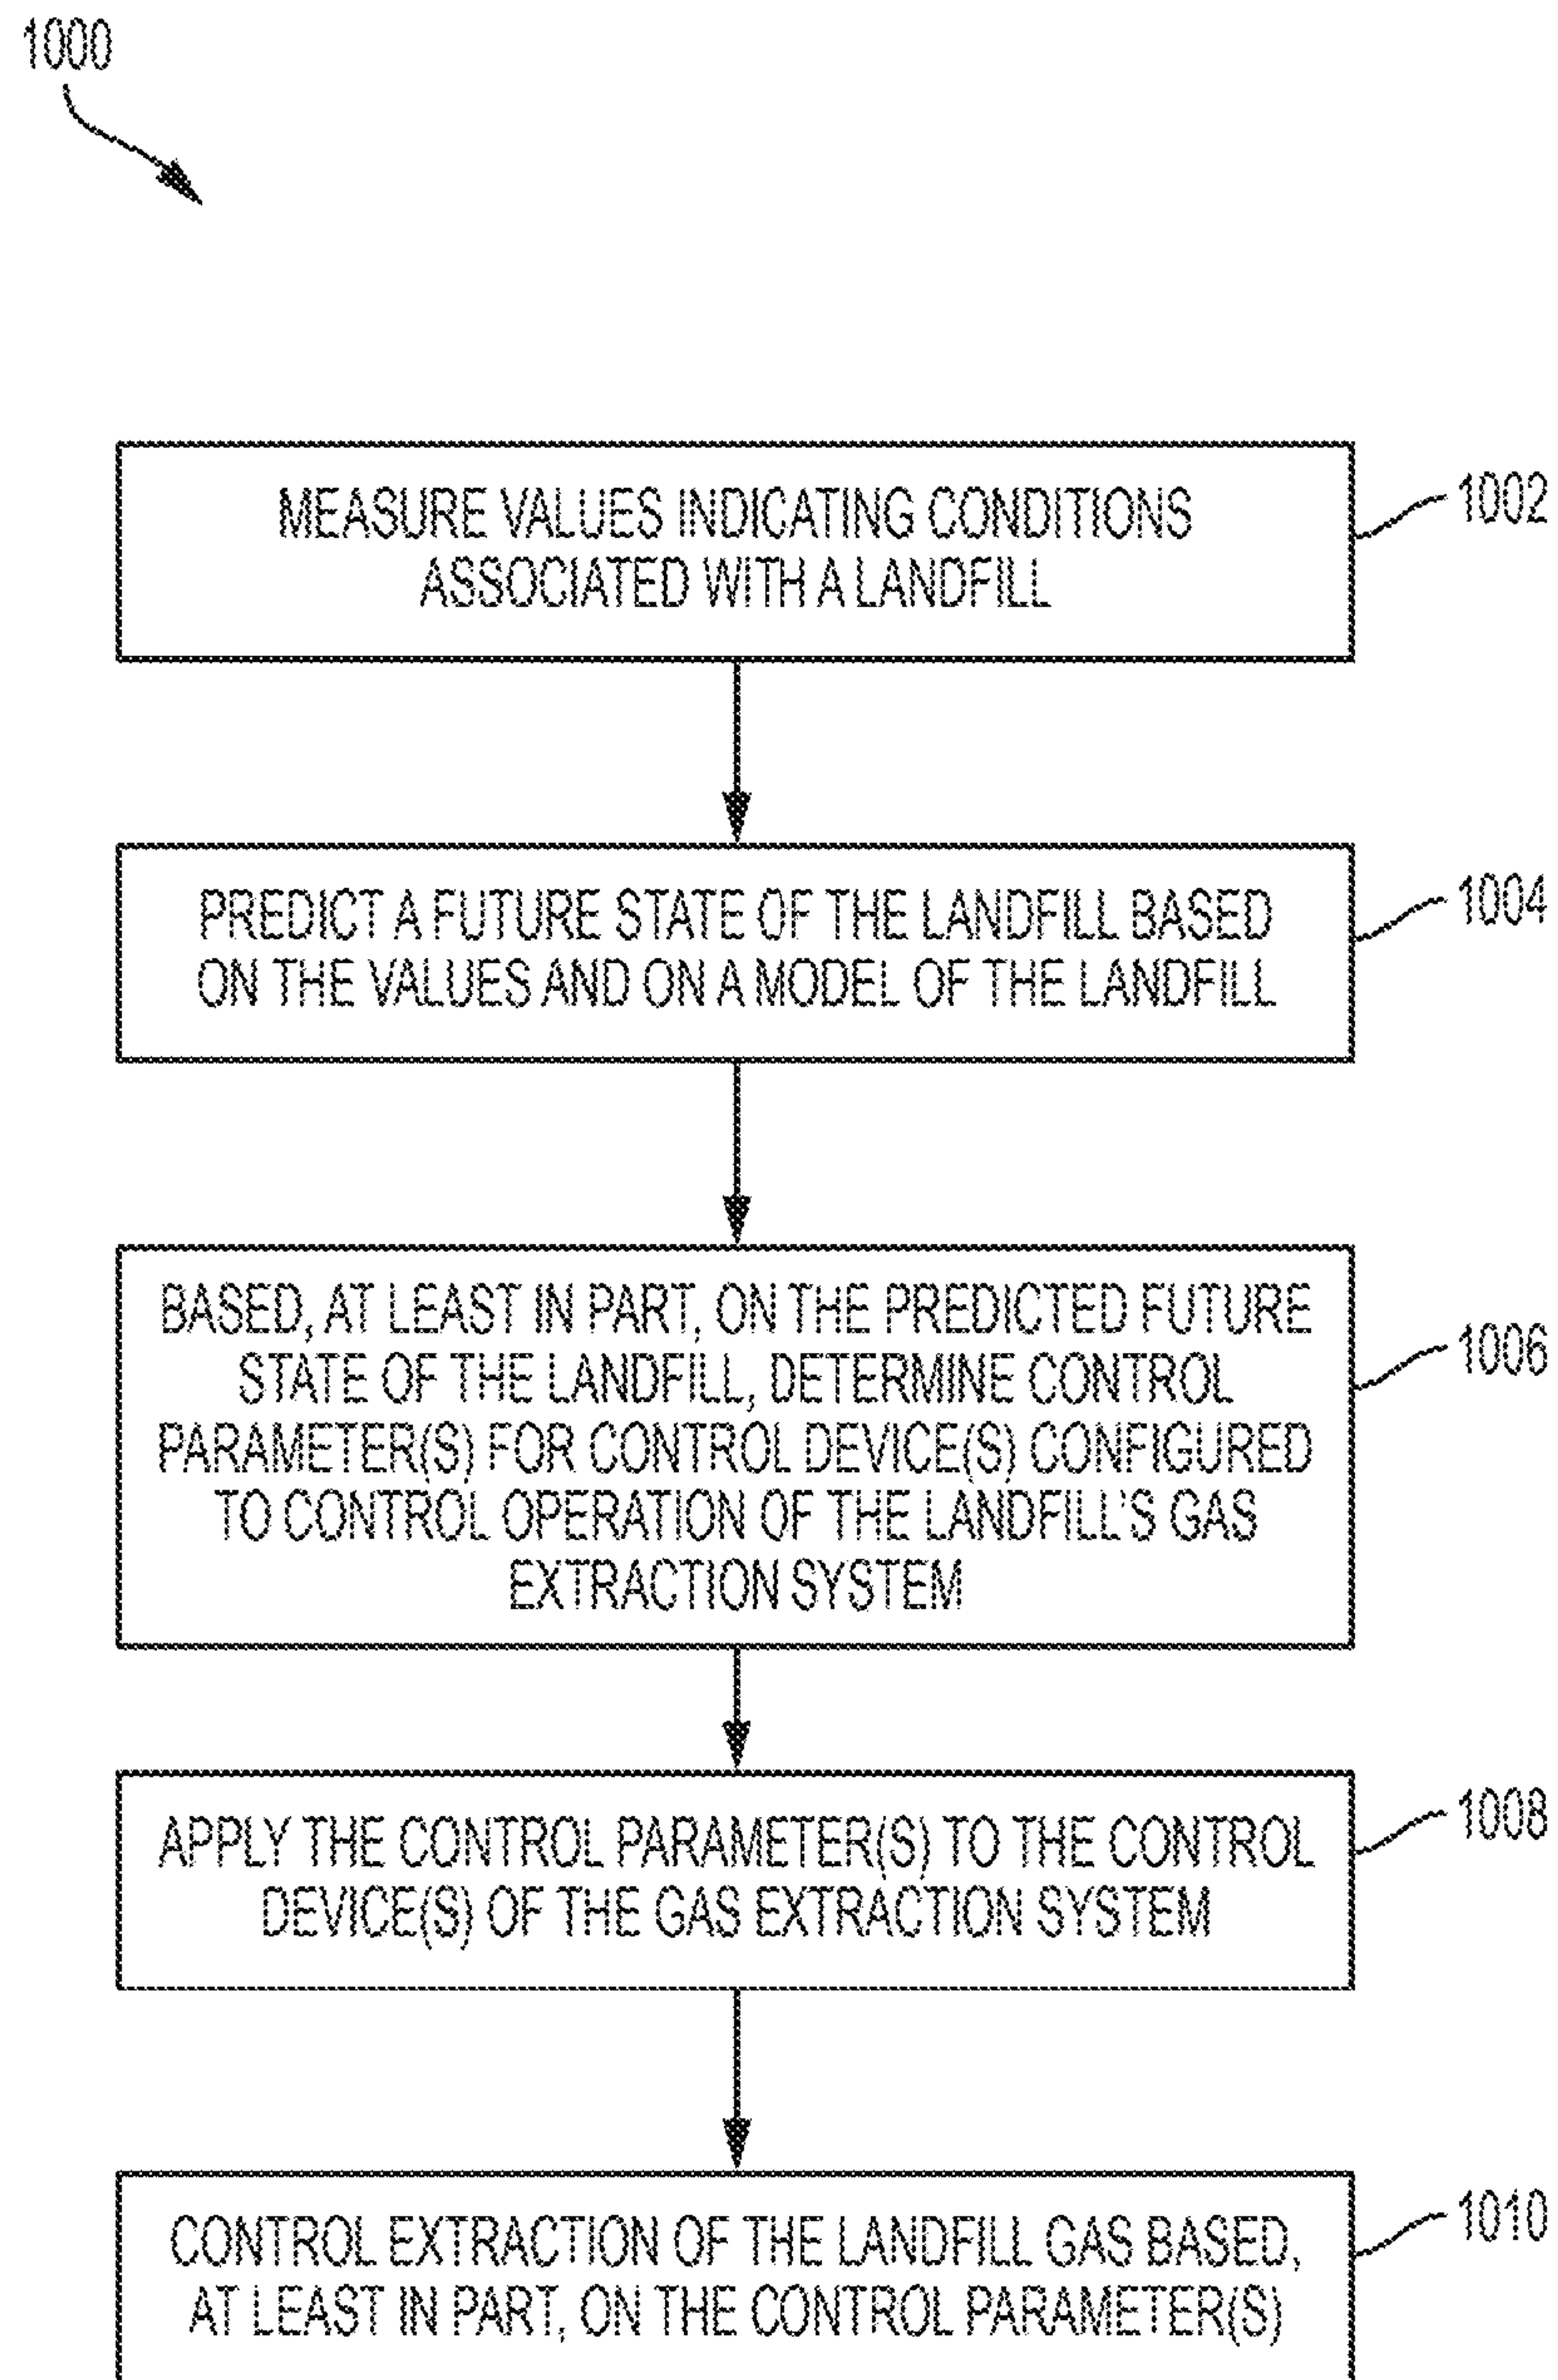 1000
MEASURE VALUES INDICATING CONDITIONS
ASSOCIATED WITH A LANDFILL
1002
PREDICT A FUTURE STATE OF THE LANDFILL BASED
ON THE VALUES AND ON A MODEL OF THE LANDFILL
1004
BASED, AT LEAST IN PART, ON THE PREDICTED FUTURE
STATE OF THE LANDFILL, DETERMINE CONTROL
PARAMETER(S) FOR CONTROL DEVICE(S) CONFIGURED
TO CONTROL OPERATION OF THE LANDFILL'S GAS
EXTRACTION SYSTEM
1006
APPLY THE CONTROL PARAMETER(S) TO THE CONTROL
DEVICE(S) OF THE GAS EXTRACTION SYSTEM
1008
CONTROL EXTRACTION OF THE LANDFILL GAS BASED,
AT LEAST IN PART, ON THE CONTROL PARAMETER(S)
1010